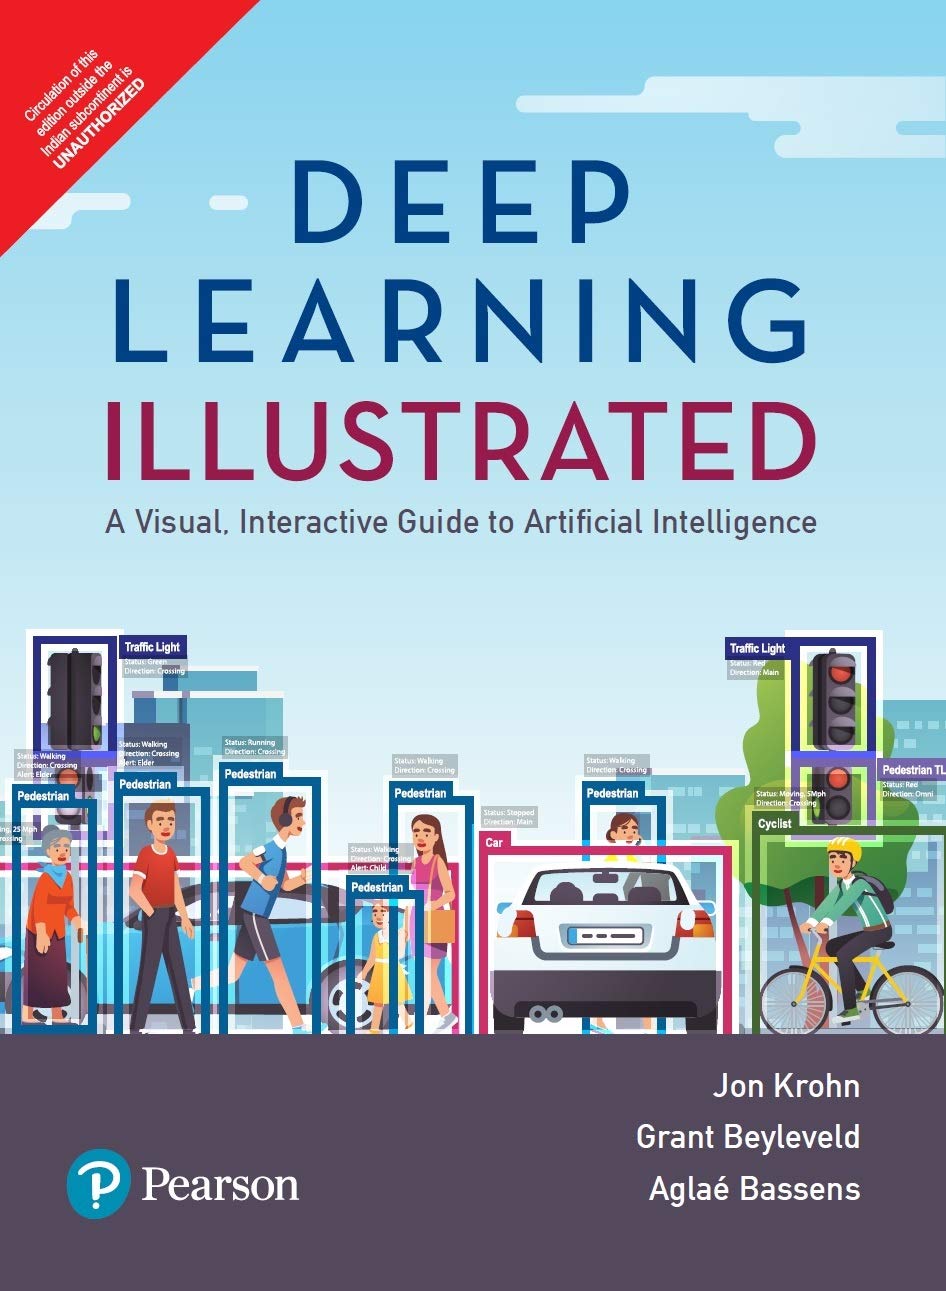 Circulation of this
edition outside the
Indian subcontinent is
UNAUTHORIZED
DEEP
LEARNING
ILLUSTRATED
A Visual, Interactive Guide to Artificial Intelligence
Traffic Light
Status: Green
Direction: Crossing
Traffic Light
Status: Red
Direction: Main
Status: Walking
Direction: Crossing
Alert: Elder
Pedestrian
Status: Walking
Direction: Crossing
Alert: Elder
Pedestrian
Status: Running
Direction: Crossing
Pedestrian
Status: Walking
Direction: Crossing
Pedestrian
Status: Walking
Direction: Crossing
Alert: Child
Pedestrian
Status: Stopped
Direction: Main
Car
Status: Walking
Direction: Crossing
Pedestrian
Pedestrian TL
Status: Red
Direction: Omni
Status: Moving, 5Mph
Direction: Crossing
Cyclist
25 Mph
Jon Krohn
Grant Beyleveld
Aglaé Bassens
P Pearson